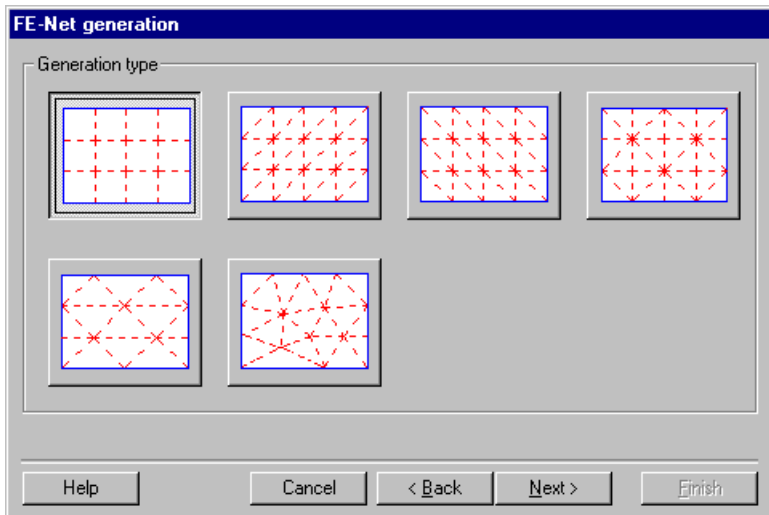 FE-Net generation
Generation type
Help
Cancel
< Back
Next >
Finish